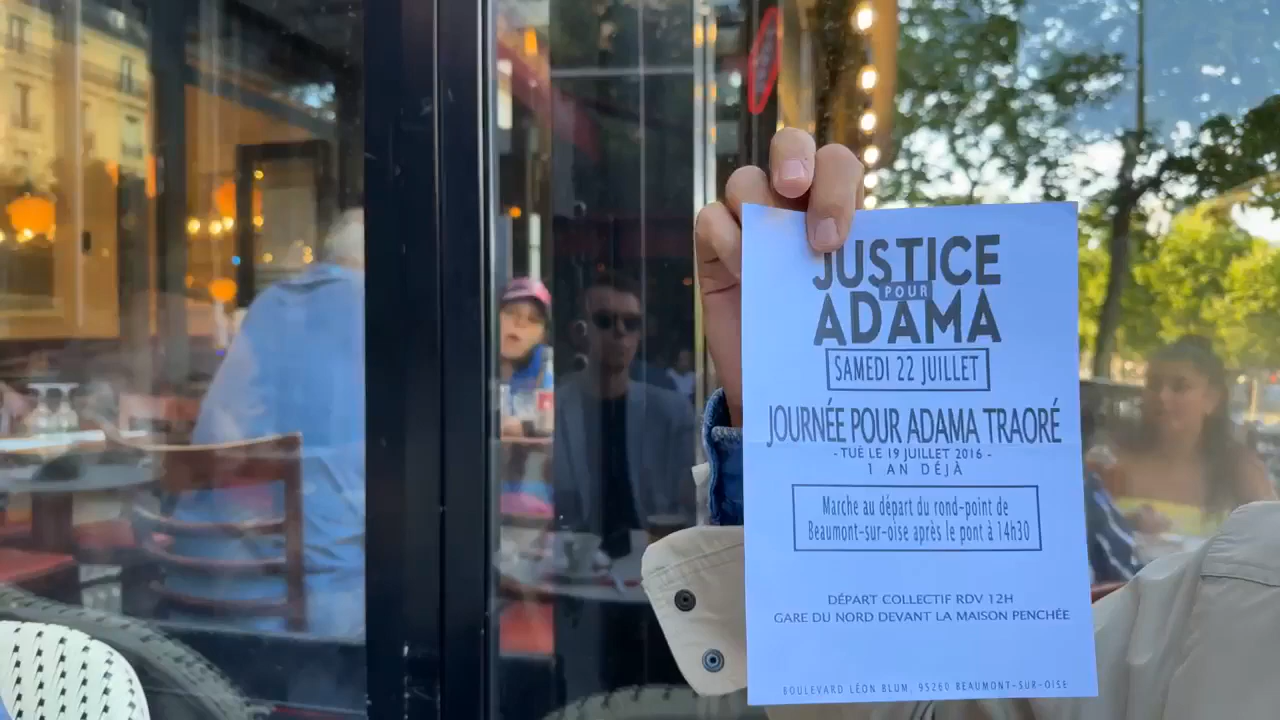 JUSTICE
POUR
ADAMA
SAMEDI 22 JUILLET
JOURNÉE POUR ADAMA TRAORÉ
- TUÉ LE 19 JUILLET 2016 -
1 AN DÉJÀ
Marche au départ du rond-point de
Beaumont-sur-oise après le pont à 14h30
DÉPART COLLECTIF RDV 12H
GARE DU NORD DEVANT LA MAISON PENCHÉE
BOULEVARD LÉON BLUM, 95260 BEAUMONT-SUR-OISE